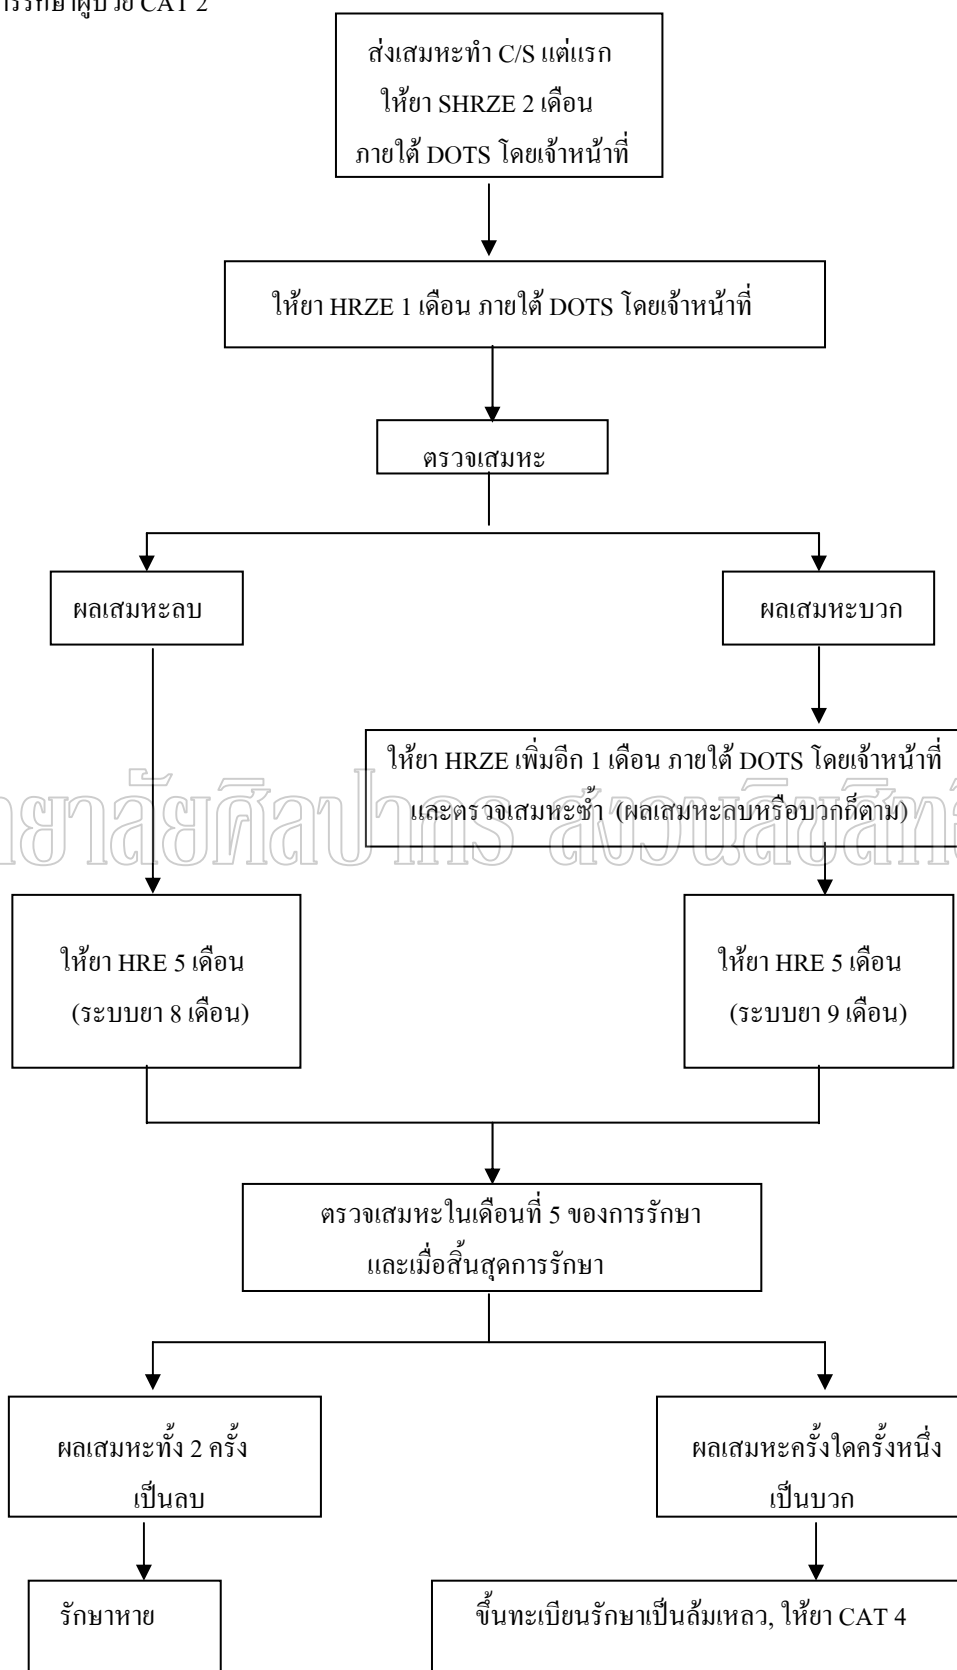 ารรักษาผู้ป่วย CAT 2
ส่งเสมหะทำ C/S แต่แรก
ให้ยา SHRZE 2 เดือน
ภายใต้ DOTS โดยเจ้าหน้าที่
ให้ยา HRZE 1 เดือน ภายใต้ DOTS โดยเจ้าหน้าที่
ตรวจเสมหะ
ผลเสมหะลบ
ผลเสมหะบวก
ให้ยา HRZE เพิ่มอีก 1 เดือน ภายใต้ DOTS โดยเจ้าหน้าที่
และตรวจเสมหะซ้ำ (ผลเสมหะลบหรือบวกก็ตาม)
ให้ยา HRE 5 เดือน
(ระบบยา 8 เดือน)
ให้ยา HRE 5 เดือน
(ระบบยา 9 เดือน)
ตรวจเสมหะในเดือนที่ 5 ของการรักษา
และเมื่อสิ้นสุดการรักษา
ผลเสมหะทั้ง 2 ครั้ง
เป็นลบ
ผลเสมหะครั้งใดครั้งหนึ่ง
เป็นบวก
รักษาหาย
ขึ้นทะเบียนรักษาเป็นล้มเหลว, ให้ยา CAT 4